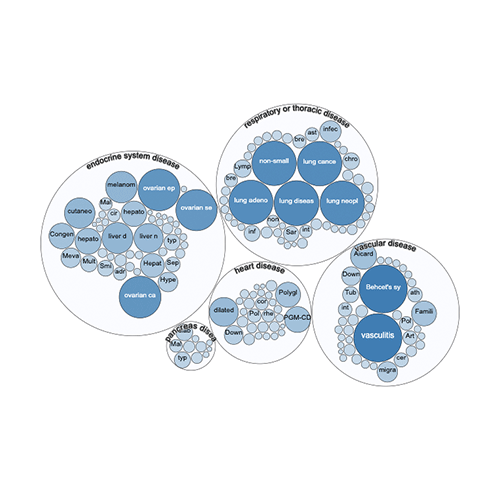 respiratory or thoracic disease
infec
ast
bre
non-small
lung cance
chro
Lymp
bre
lung adeno
lung diseas
lung neopl
non
inf
Sar
int
endocrine system disease
melanom
ovarian ep
Mal
cir
hepato
cutaneo
ovarian se
Congen
hepato
liver d
liver n
typ
Meva
Mult
Smi
adr
Hepat
Sep
Hype
ovarian ca
heart disease
cor
Polygl
dilated
Pol
rhe
PGM-CD
Down
pancreas disea
Mal
typ
vascular disease
Aicard
Down
Behcet's sy
Tub
ath
int
Famili
Pol
vasculitis
Art
cer
migra